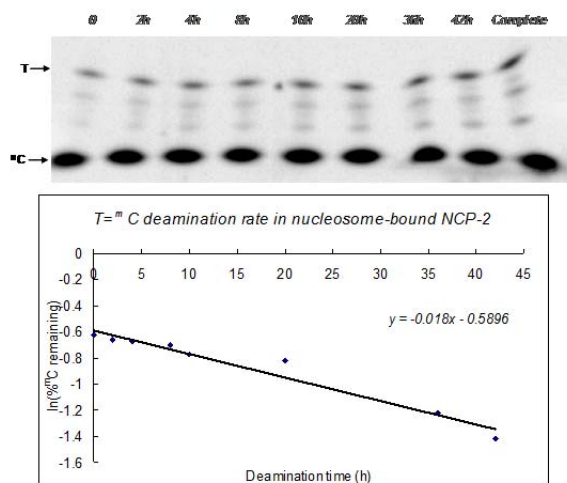 0 2h 4h 8h 16h 20h 36h 42h Complete
T
ᵐC
T=ᵐ C deamination rate in nucleosome-bound NCP-2
0
0 5 10 15 20 25 30 35 40 45
-0.2
-0.4
y = -0.018x - 0.5896
-0.6
-0.8
-1
-1.2
-1.4
-1.6
ln(%ᵐC remaining)
Deamination time (h)